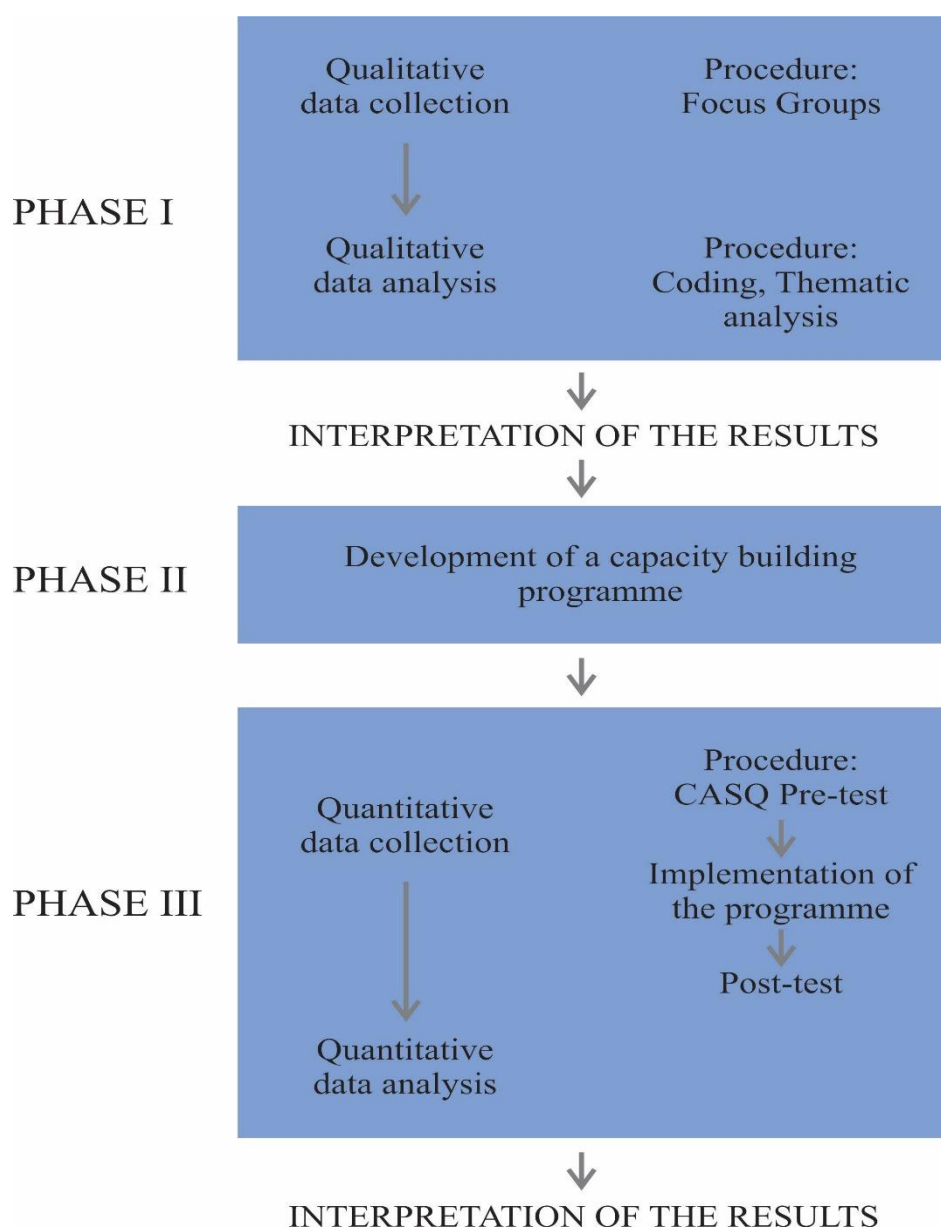 PHASE I
Qualitative
data collection
Procedure:
Focus Groups
Qualitative
data analysis
Procedure:
Coding, Thematic
analysis
INTERPRETATION OF THE RESULTS
PHASE II
Development of a capacity building
programme
PHASE III
Quantitative
data collection
Procedure:
CASQ Pre-test
Implementation of
the programme
Post-test
Quantitative
data analysis
INTERPRETATION OF THE RESULTS